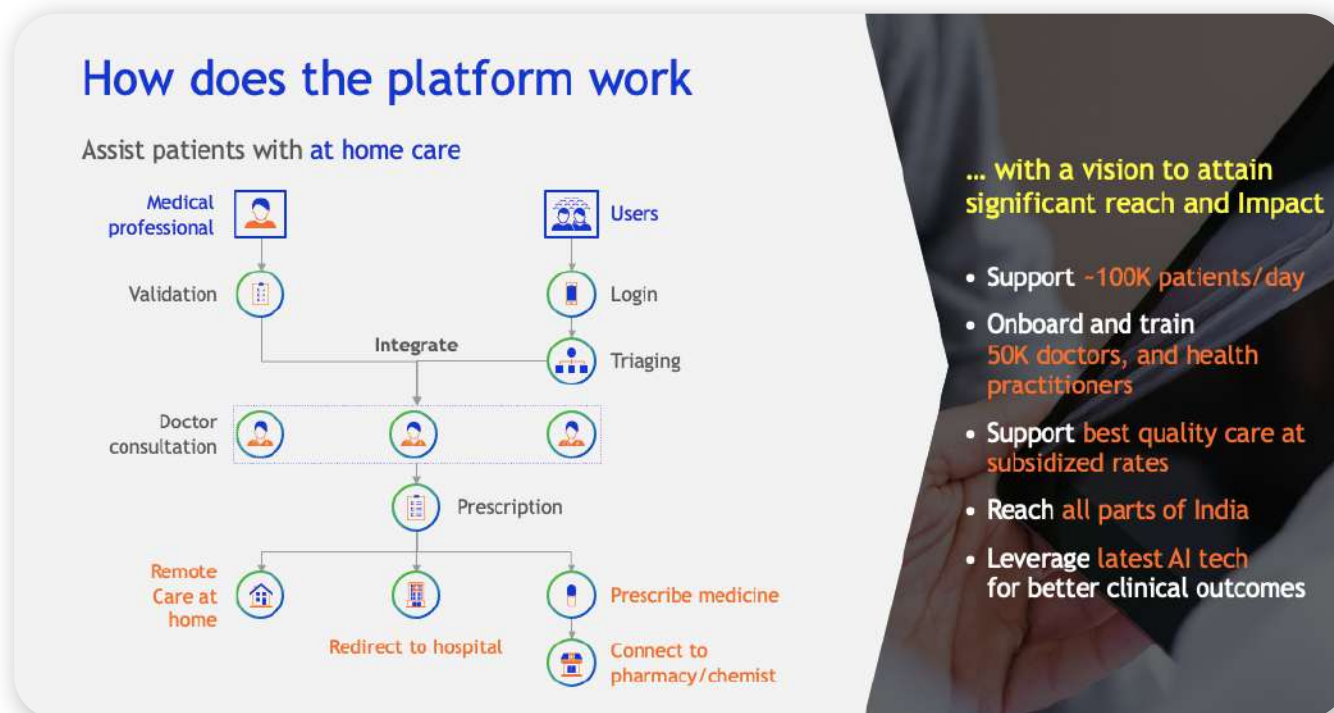 How does the platform work
Assist patients with at home care
Medical
professional
Users
Validation
Login
Integrate
Triaging
Doctor
consultation
Prescription
Remote
Care at
home
Redirect to hospital
Prescribe medicine
Connect to
pharmacy/chemist
... with a vision to attain
significant reach and Impact
• Support ~100K patients/day
• Onboard and train
50K doctors, and health
practitioners
• Support best quality care at
subsidized rates
• Reach all parts of India
• Leverage latest AI tech
for better clinical outcomes